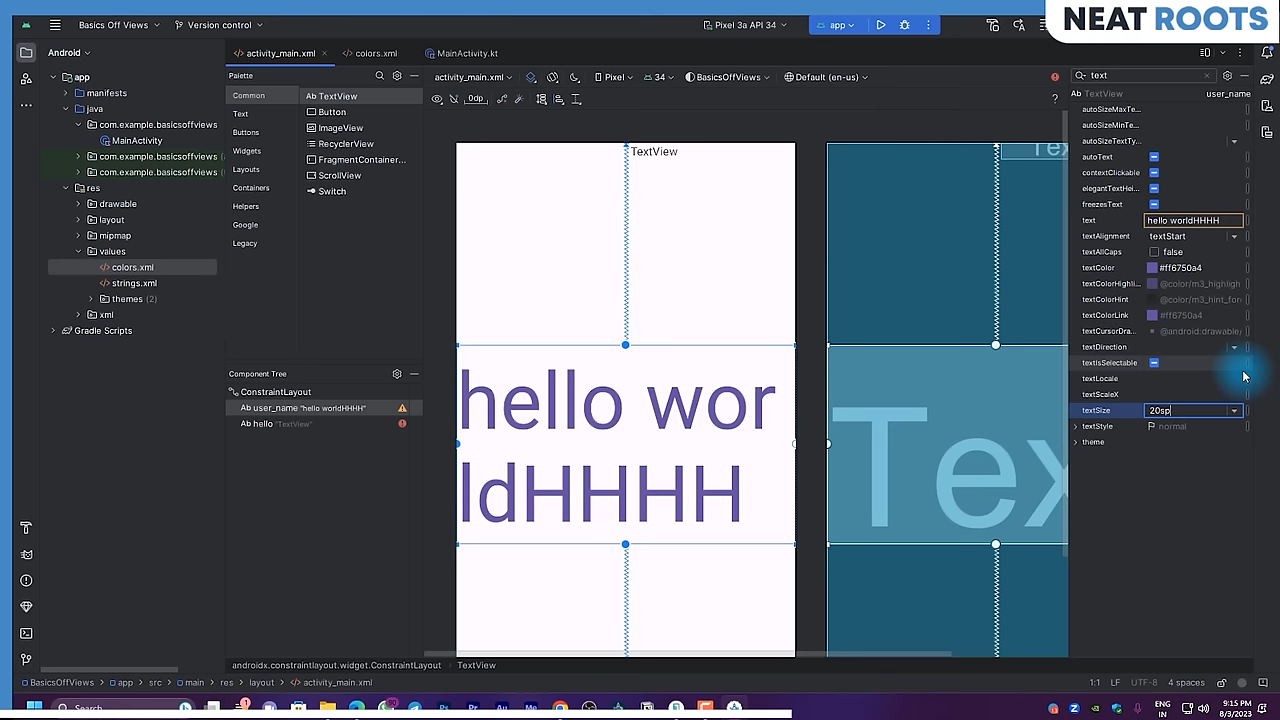 NEAT ROOTS
Basics Off Views
Version control
Pixel 3a API 34
app
Android
activity_main.xml
colors.xml
MainActivity.kt
app
manifests
java
com.example.basicsoffviews
MainActivity
com.example.basicsoffviews
com.example.basicsoffviews
res
drawable
layout
mipmap
values
colors.xml
strings.xml
themes (2)
xml
Gradle Scripts
Palette
Common
Text
Buttons
Widgets
Layouts
Containers
Helpers
Google
Legacy
Ab TextView
Button
ImageView
RecyclerView
FragmentContainer...
ScrollView
Switch
Component Tree
ConstraintLayout
Ab user_name "hello worldHHHH"
Ab hello "TextView"
activity_main.xml
Pixel
34
BasicsOffViews
Default (en-us)
0dp
?
TextView
hello wor
ldHHHH
Tex
Tex
text
Ab TextView
user_name
autoSizeMaxTe...
autoSizeMinTe...
autoSizeTextTy...
autoText
contextClickable
elegantTextHei...
freezesText
text hello worldHHHH
textAlignment textStart
textAllCaps false
textColor #ff6750a4
textColorHighli... @color/m3_highligh
textColorHint @color/m3_hint_for
textColorLink #ff6750a4
textCursorDra... @android:drawable/
textDirection
textIsSelectable
textLocale
textScaleX
textSize 20sp
textStyle normal
theme
androidx.constraintlayout.widget.ConstraintLayout
TextView
BasicsOffViews
app
src
main
res
layout
activity_main.xml
1:1
LF
UTF-8
4 spaces
Search
ENG
IN
9:15 PM
8/3/2023